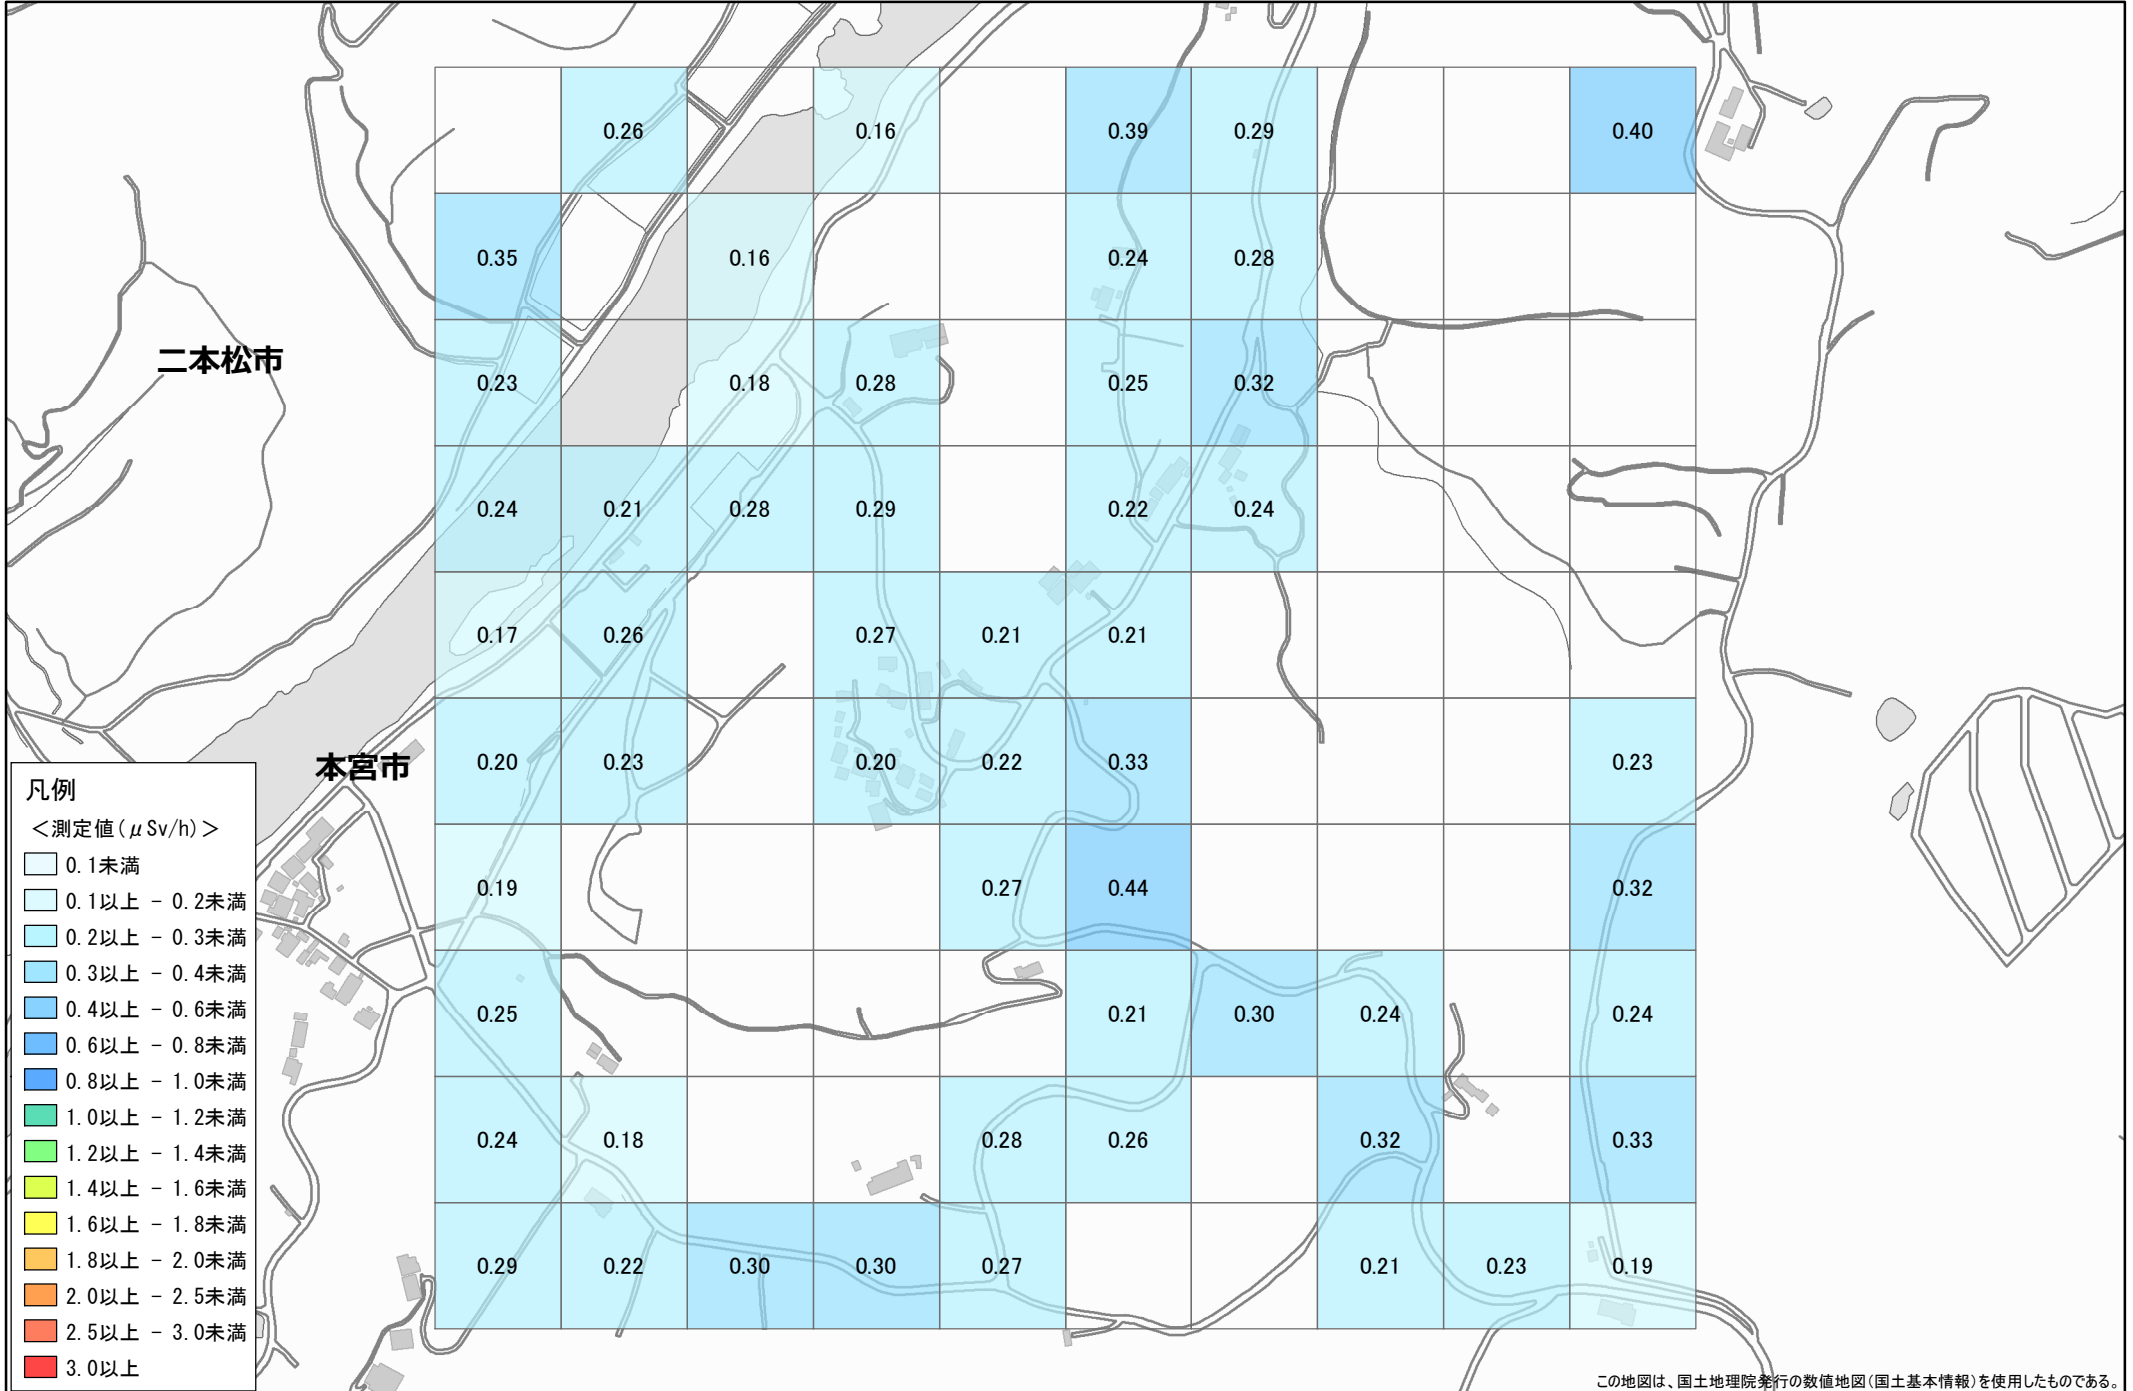 0.26 0.16 0.39 0.29 0.40
0.35 0.16 0.24 0.28
二本松市
0.23 0.18 0.28 0.25 0.32
0.24 0.21 0.28 0.29 0.22 0.24
0.17 0.26 0.27 0.21 0.21
本宮市
0.20 0.23 0.20 0.22 0.33 0.23
0.19 0.27 0.44 0.32
0.25 0.21 0.30 0.24 0.24
0.24 0.18 0.28 0.26 0.32 0.33
0.29 0.22 0.30 0.30 0.27 0.21 0.23 0.19
凡例
＜測定値(μSv/h)＞
0.1未満
0.1以上 － 0.2未満
0.2以上 － 0.3未満
0.3以上 － 0.4未満
0.4以上 － 0.6未満
0.6以上 － 0.8未満
0.8以上 － 1.0未満
1.0以上 － 1.2未満
1.2以上 － 1.4未満
1.4以上 － 1.6未満
1.6以上 － 1.8未満
1.8以上 － 2.0未満
2.0以上 － 2.5未満
2.5以上 － 3.0未満
3.0以上
この地図は、国土地理院発行の数値地図(国土基本情報)を使用したものである。